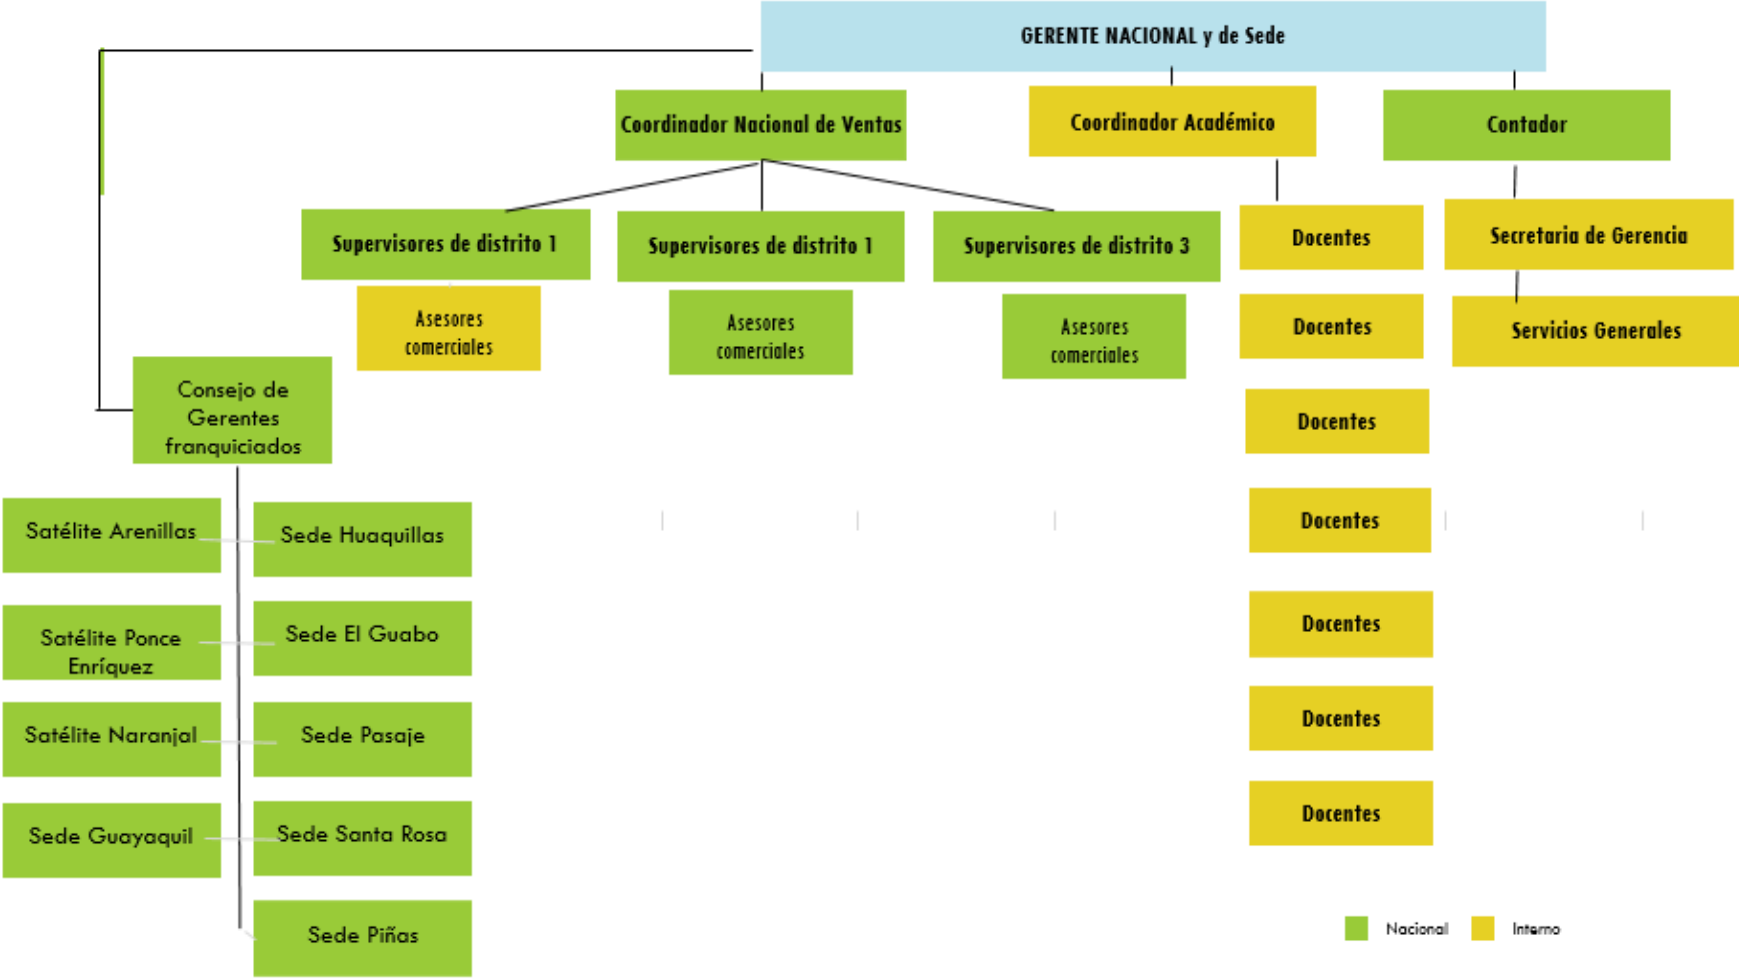 GERENTE NACIONAL y de Sede
Coordinador Nacional de Ventas
Coordinador Académico
Contador
Supervisores de distrito 1
Supervisores de distrito 1
Supervisores de distrito 3
Docentes
Secretaria de Gerencia
Asesores
comerciales
Asesores
comerciales
Asesores
comerciales
Docentes
Servicios Generales
Consejo de
Gerentes
franquiciados
Docentes
Satélite Arenillas
Sede Huaquillas
Docentes
Satélite Ponce
Enríquez
Sede El Guabo
Docentes
Satélite Naranjal
Sede Pasaje
Docentes
Sede Guayaquil
Sede Santa Rosa
Docentes
Sede Piñas
Nacional
Interno